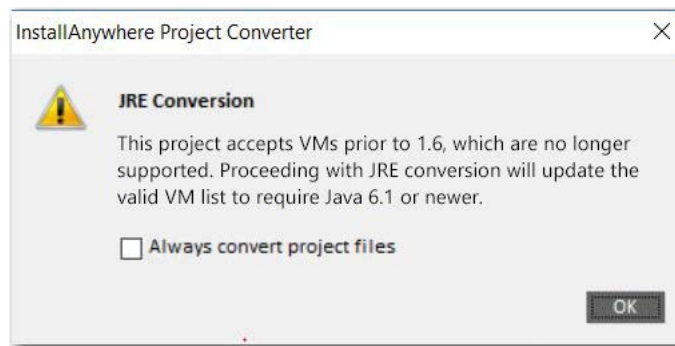 InstallAnywhere Project Converter
JRE Conversion
This project accepts VMs prior to 1.6, which are no longer
supported. Proceeding with JRE conversion will update the
valid VM list to require Java 6.1 or newer.
Always convert project files
OK